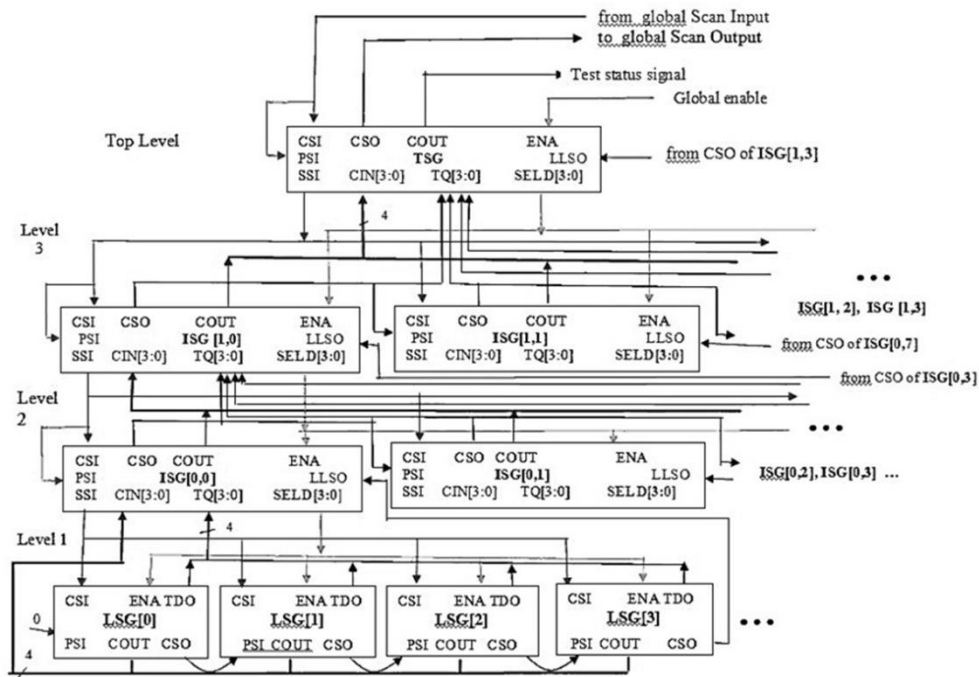 from global Scan Input
to global Scan Output
Test status signal
Global enable
Top Level
CSI CSO COUT ENA
PSI TSG LLSO
SSI CIN[3:0] TQ[3:0] SELD[3:0]
from CSO of ISG[1,3]
4
Level
3
CSI CSO COUT ENA
PSI ISG [1,0] LLSO
SSI CIN[3:0] TQ[3:0] SELD[3:0]
CSI CSO COUT ENA
PSI ISG[1,1] LLSO
SSI CIN[3:0] TQ[3:0] SELD[3:0]
ISG[1, 2], ISG [1,3]
from CSO of ISG[0,7]
from CSO of ISG[0,3]
Level
2
CSI CSO COUT ENA
PSI ISG[0,0] LLSO
SSI CIN[3:0] TQ[3:0] SELD[3:0]
CSI CSO COUT ENA
PSI ISG[0,1] LLSO
SSI CIN[3:0] TQ[3:0] SELD[3:0]
ISG[0,2], ISG[0,3] ...
4
Level 1
CSI ENA TDO
LSG[0]
PSI COUT CSO
CSI ENA TDO
LSG[1]
PSI COUT CSO
CSI ENA TDO
LSG[2]
PSI COUT CSO
CSI ENA TDO
LSG[3]
PSI COUT CSO
0
4